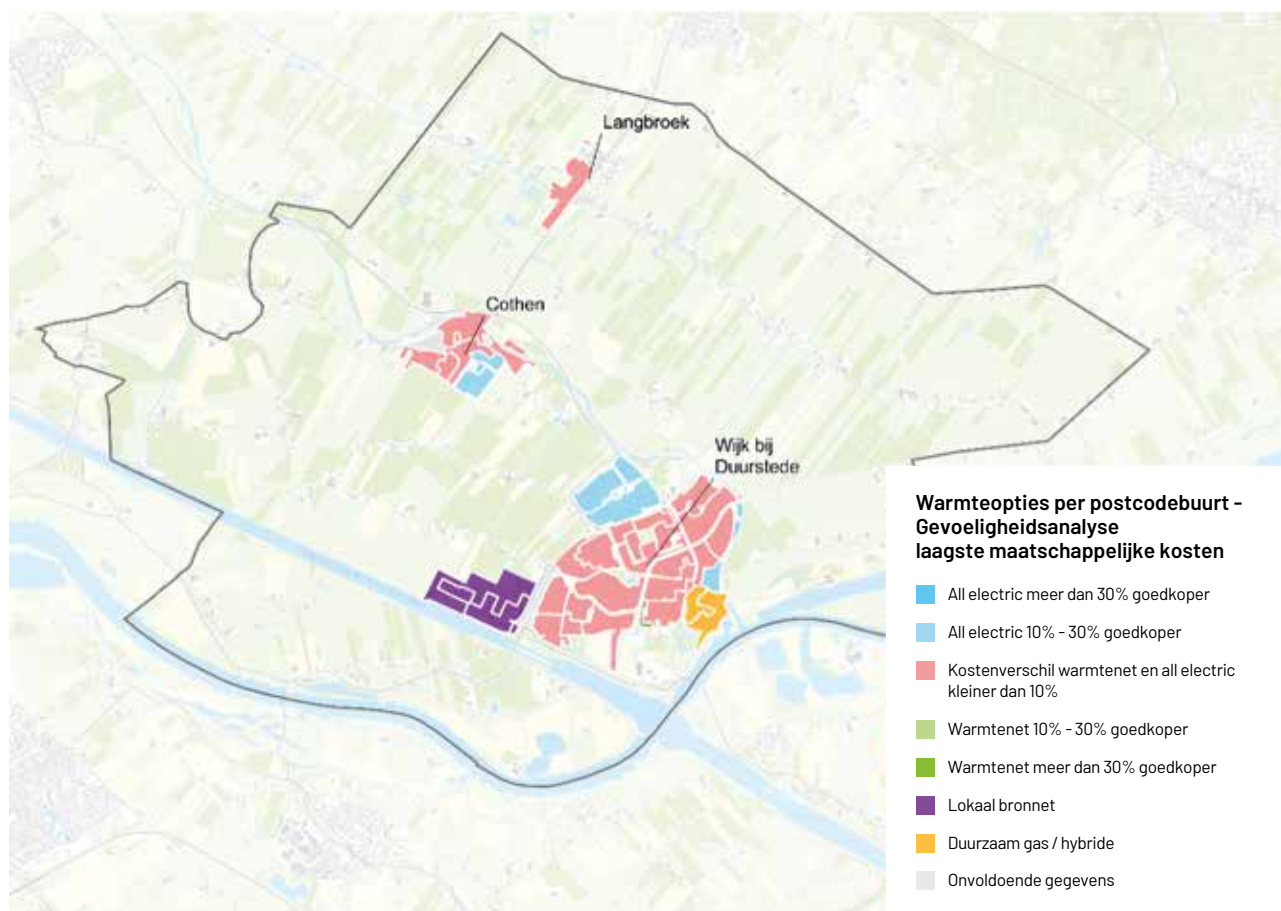 Langbroek
Cothen
Wijk bij
Duurstede
Warmteopties per postcodebuurt -
Gevoeligheidsanalyse
laagste maatschappelijke kosten
All electric meer dan 30% goedkoper
All electric 10% - 30% goedkoper
Kostenverschil warmtenet en all electric
kleiner dan 10%
Warmtenet 10% - 30% goedkoper
Warmtenet meer dan 30% goedkoper
Lokaal bronnet
Duurzaam gas / hybride
Onvoldoende gegevens